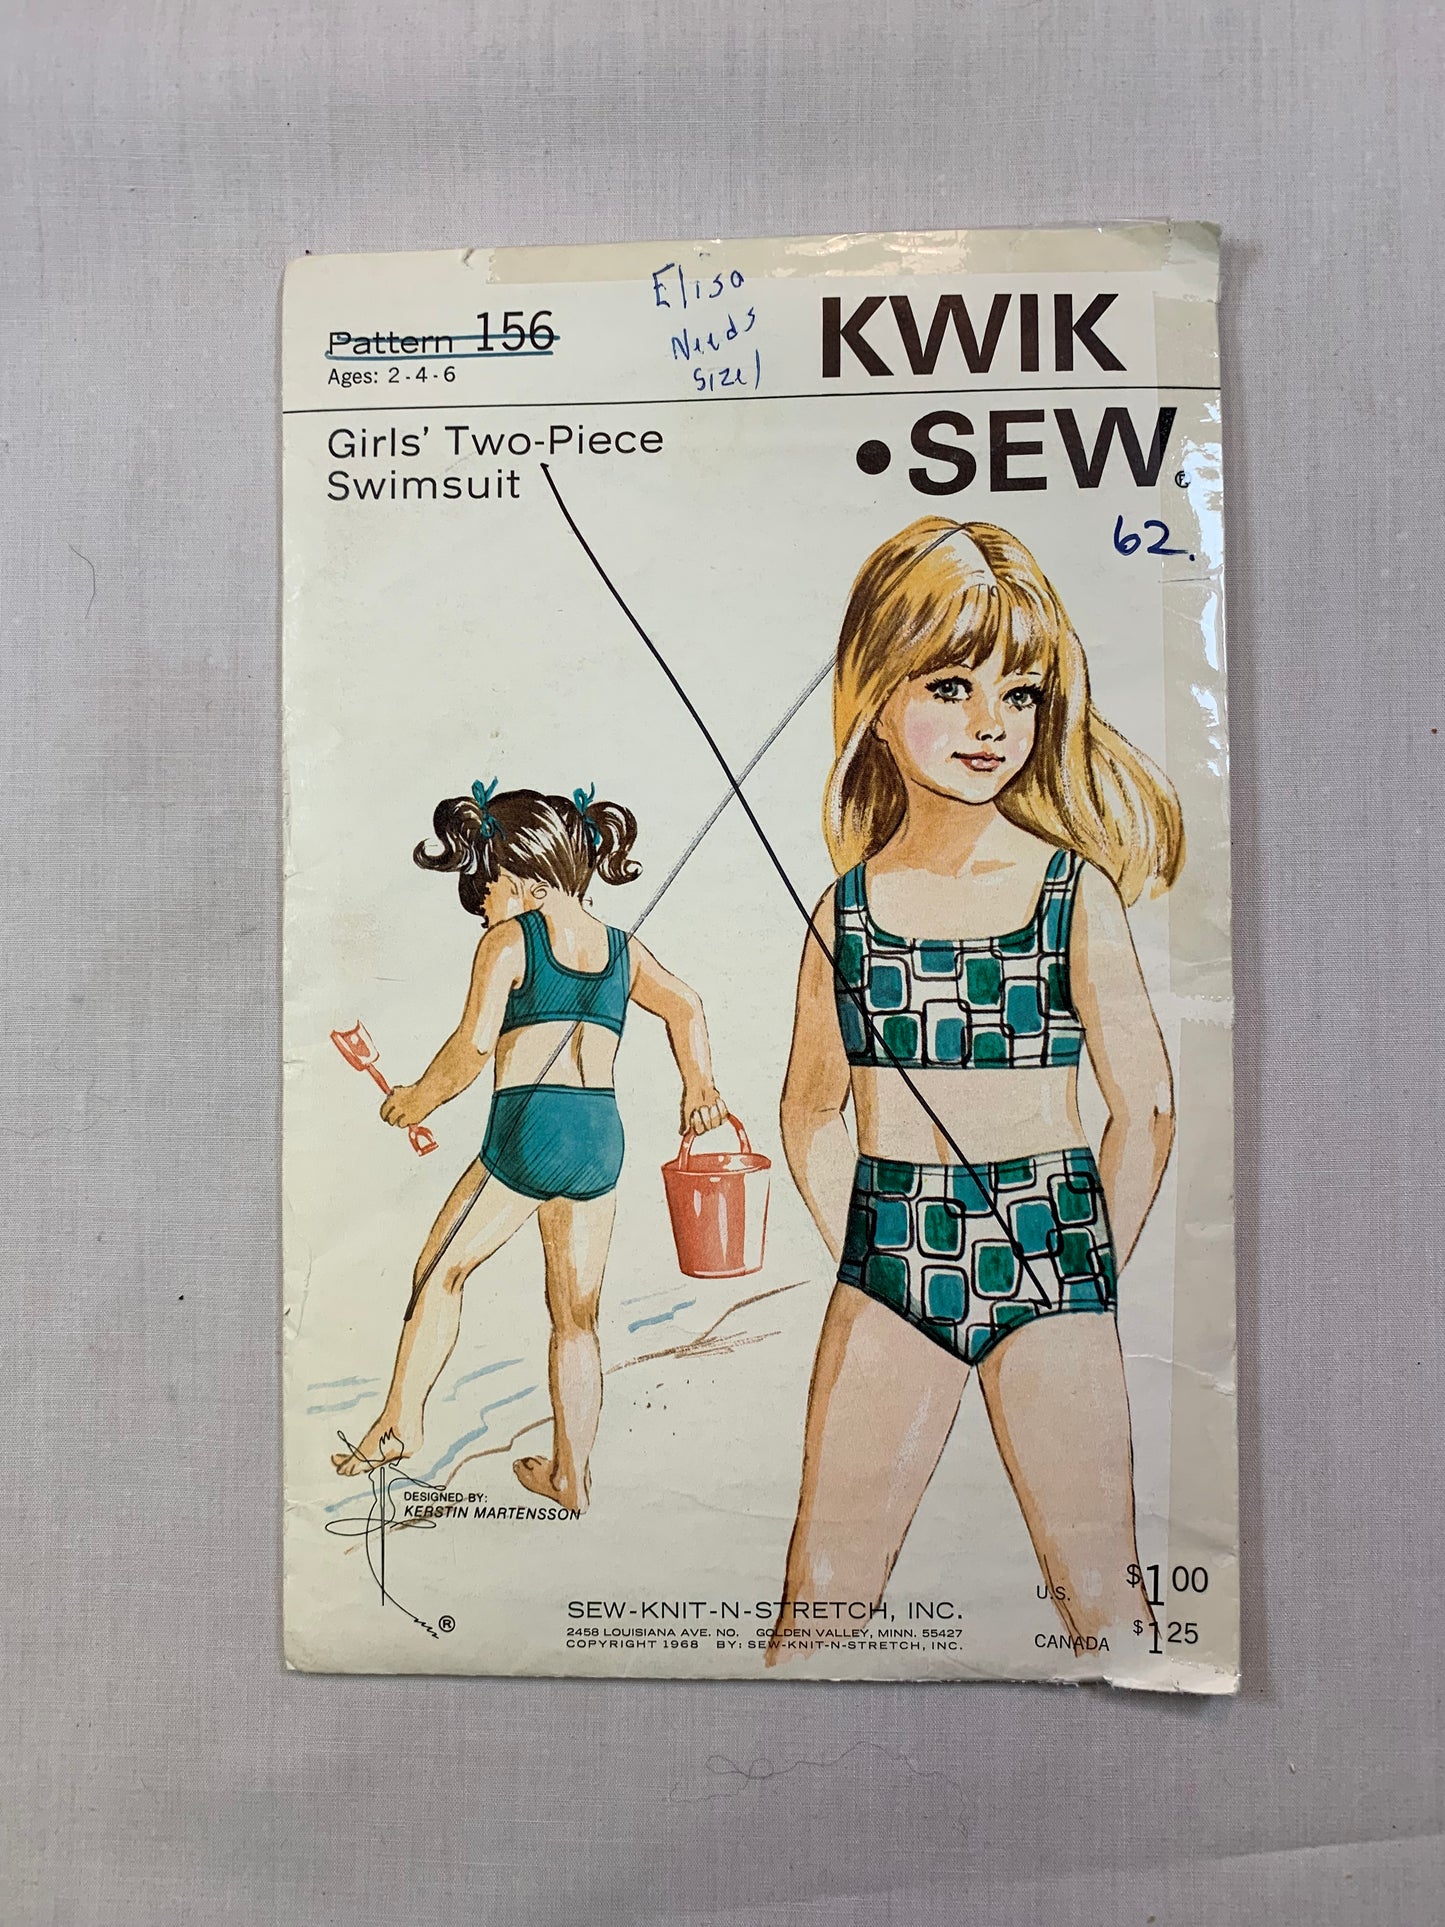 Elisa
Needs
Size 1
Pattern 156
Ages: 2 - 4 - 6
KWIK
•SEW®
Girls' Two-Piece
Swimsuit
62.
DESIGNED BY:
KERSTIN MARTENSSON
®
SEW-KNIT-N-STRETCH, INC.
2458 LOUISIANA AVE. NO. GOLDEN VALLEY, MINN. 55427
COPYRIGHT 1968 BY: SEW-KNIT-N-STRETCH, INC.
U.S. $1 00
CANADA $1 25